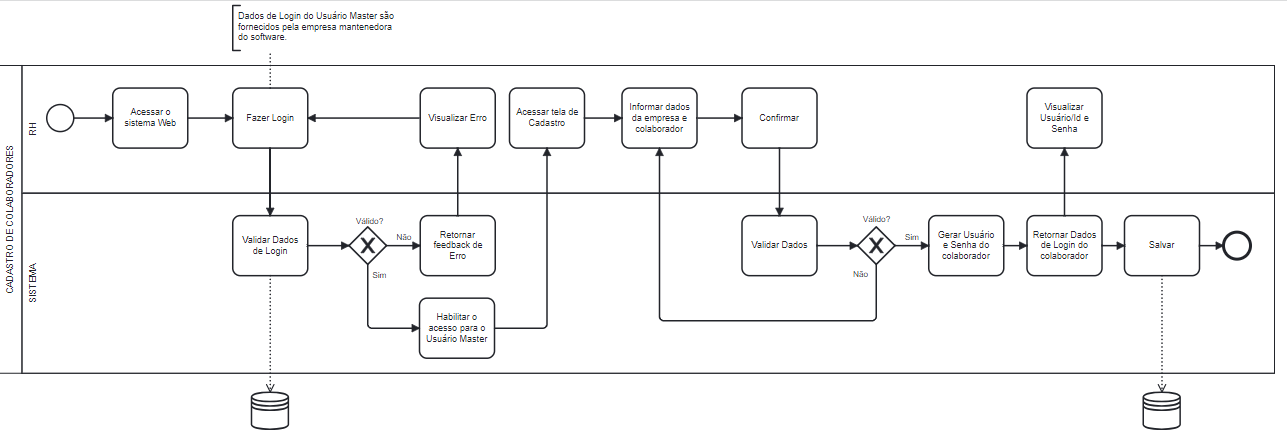 Dados de Login do Usuário Master são
fornecidos pela empresa mantenedora
do software.
CADASTRO DE COLABORADORES
RH
Acessar o
sistema Web
Fazer Login
Visualizar Erro
Acessar tela de
Cadastro
Informar dados
da empresa e
colaborador
Confirmar
Visualizar
Usuário/Id e
Senha
SISTEMA
Validar Dados
de Login
Válido?
Não
Sim
Retornar
feedback de
Erro
Habilitar o
acesso para o
Usuário Master
Validar Dados
Válido?
Sim
Não
Gerar Usuário
e Senha do
colaborador
Retornar Dados
de Login do
colaborador
Salvar